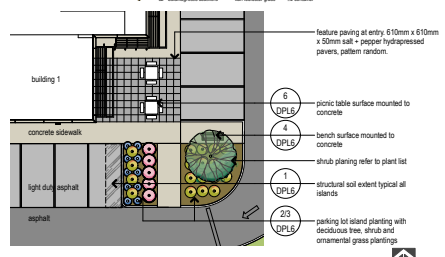 feature paving at entry. 610mm x 610mm
x 50mm salt + pepper hydrapressed
pavers, pattern random.
building 1
6
DPL6
picnic table surface mounted to
concrete
concrete sidewalk
4
DPL6
bench surface mounted to
concrete
shrub planing refer to plant list
1
DPL6
structural soil extent typical all
islands
light duty asphalt
2/3
DPL6
parking lot island planting with
deciduous tree, shrub and
ornamental grass plantings
asphalt